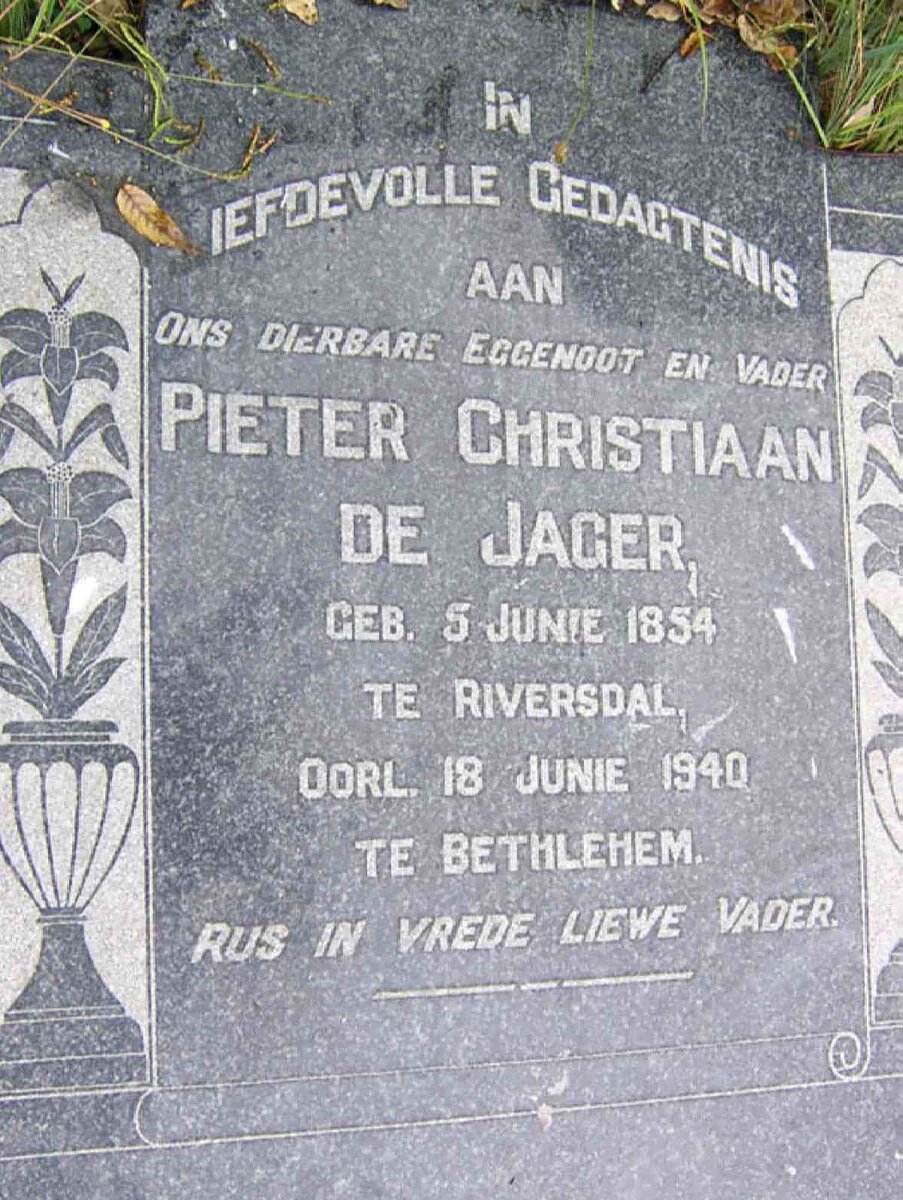 IN
LIEFDEVOLLE GEDAGTENIS
AAN
ONS DIERBARE EGGENOOT EN VADER
PIETER CHRISTIAAN
DE JAGER,
GEB. 5 JUNIE 1854
TE RIVERSDAL,
OORL. 18 JUNIE 1940
TE BETHLEHEM.
RUS IN VREDE LIEWE VADER.